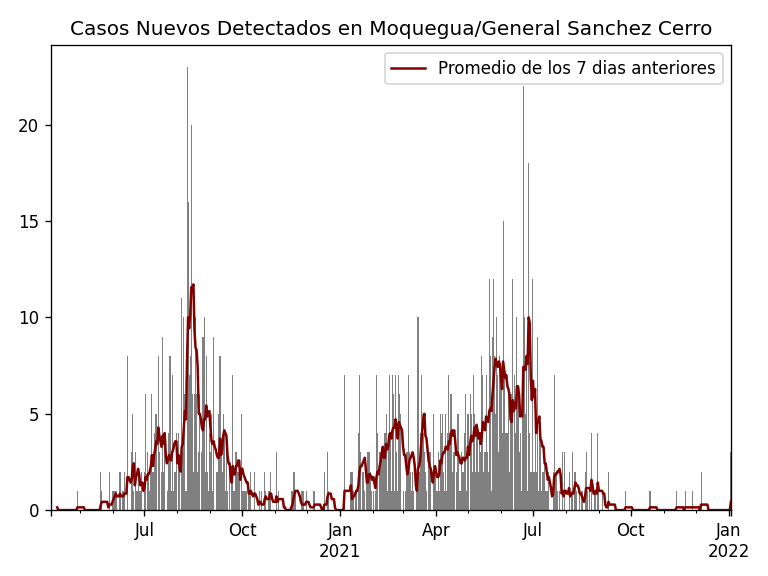 Casos Nuevos Detectados en Moquegua/General Sanchez Cerro
Promedio de los 7 dias anteriores
20
15
10
5
0
Jul Oct Jan Apr Jul Oct Jan
2021 2022